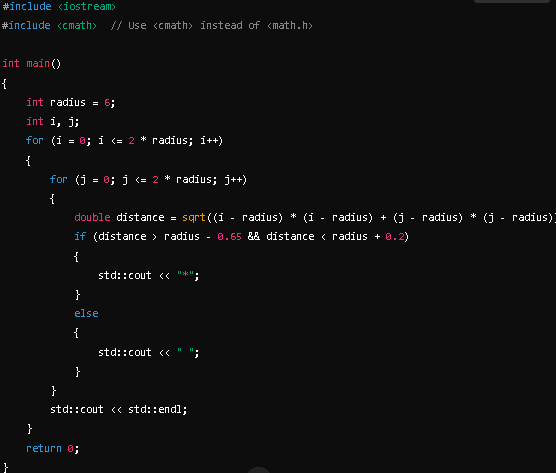 #include <iostream>
#include <cmath>  // Use <cmath> instead of <math.h>

int main()
{
    int radius = 6;
    int i, j;
    for (i = 0; i <= 2 * radius; i++)
    {
        for (j = 0; j <= 2 * radius; j++)
        {
            double distance = sqrt((i - radius) * (i - radius) + (j - radius) * (j - radius)
            if (distance > radius - 0.65 && distance < radius + 0.2)
            {
                std::cout << "*";
            }
            else
            {
                std::cout << " ";
            }
        }
        std::cout << std::endl;
    }
    return 0;
}